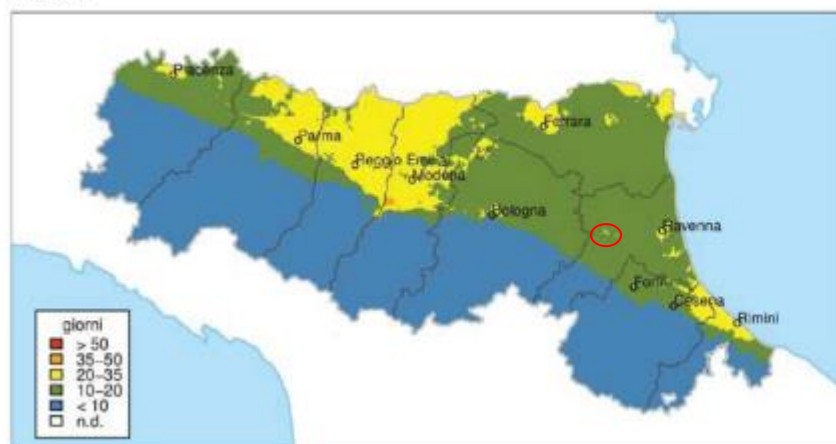 Piacenza
Parma
Reggio Emilia
Modena
Ferrara
Bologna
Ravenna
Forlì
Cesena
Rimini
giorni
> 50
35–50
20–35
10–20
< 10
n.d.